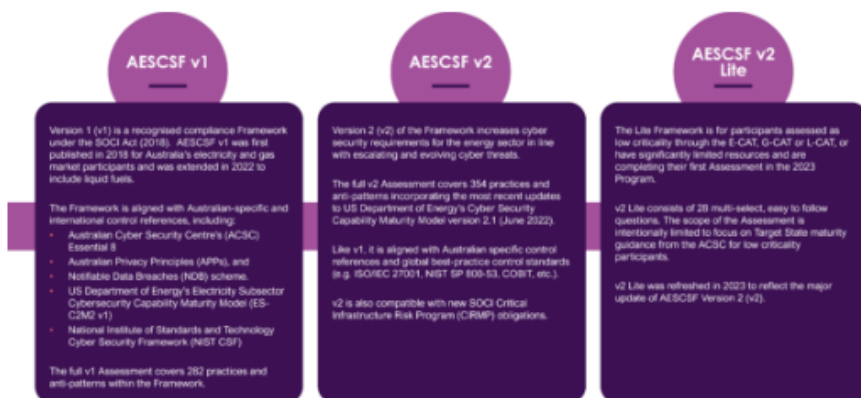 AESCSF v1
Version 1 (v1) is a recognised compliance Framework
under the SOCI Act (2018). AESCSF v1 was first
published in 2018 for Australia's electricity and gas
market participants and was extended in 2022 to
include liquid fuels.
The Framework is aligned with Australian-specific and
international control references, including:
• Australian Cyber Security Centre's (ACSC)
Essential 8
• Australian Privacy Principles (APPs), and
• Notifiable Data Breaches (NDB) scheme.
• US Department of Energy's Electricity Subsector
Cybersecurity Capability Maturity Model (ES-
C2M2 v1)
• National Institute of Standards and Technology
Cyber Security Framework (NIST CSF)
The full v1 Assessment covers 282 practices and
anti-patterns within the Framework.
AESCSF v2
Version 2 (v2) of the Framework increases cyber
security requirements for the energy sector in line
with escalating and evolving cyber threats.
The full v2 Assessment covers 354 practices and
anti-patterns incorporating the most recent updates
to US Department of Energy's Cyber Security
Capability Maturity Model version 2.1 (June 2022).
Like v1, it is aligned with Australian specific control
references and global best-practice control standards
(e.g. ISO/IEC 27001, NIST SP 800-53, COBIT, etc.).
v2 is also compatible with new SOCI Critical
Infrastructure Risk Program (CIRMP) obligations.
AESCSF v2
Lite
The Lite Framework is for participants assessed as
low criticality through the E-CAT, G-CAT or L-CAT, or
have significantly limited resources and are
completing their first Assessment in the 2023
Program.
v2 Lite consists of 28 multi-select, easy to follow
questions. The scope of the Assessment is
intentionally limited to focus on Target State maturity
guidance from the ACSC for low criticality
participants.
v2 Lite was refreshed in 2023 to reflect the major
update of AESCSF Version 2 (v2).